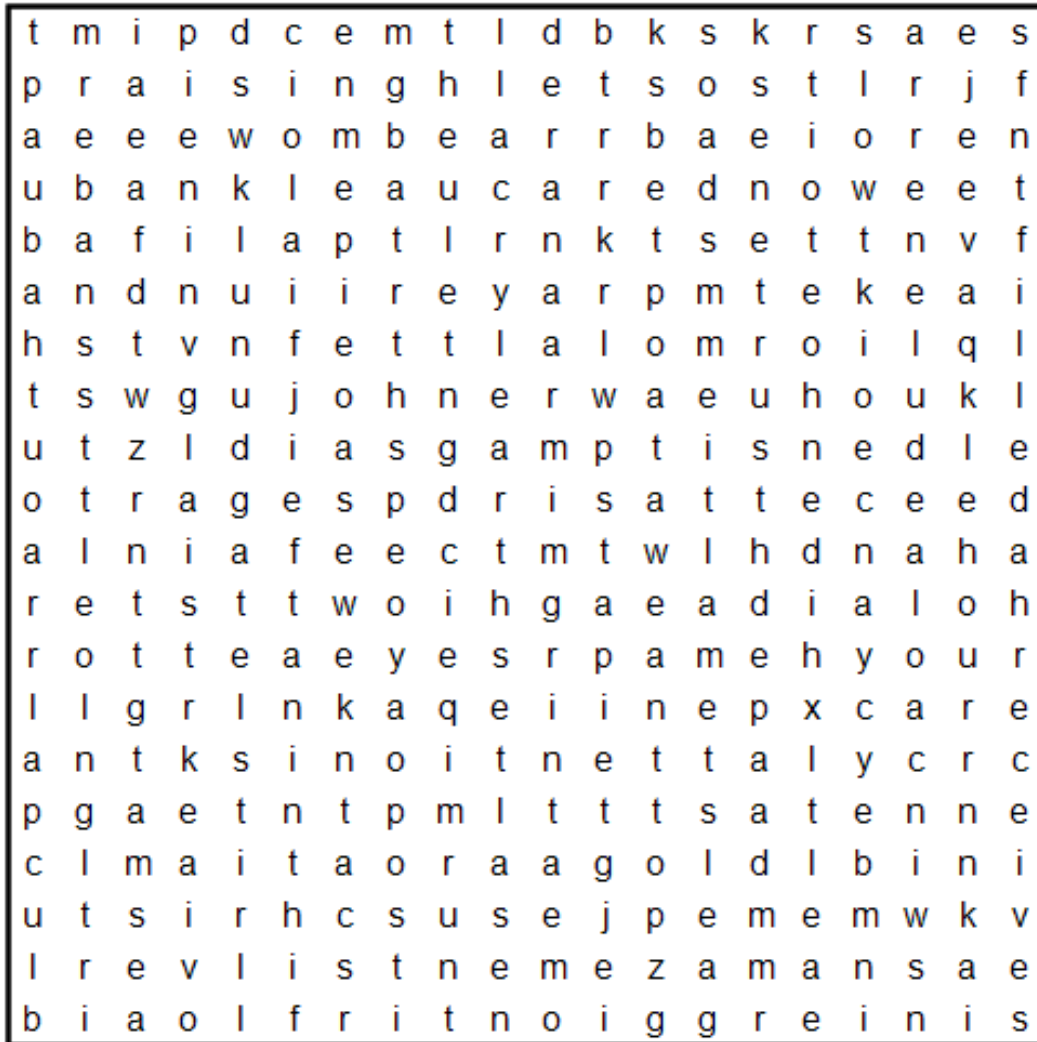 t m i p d c e m t l d b k s k r s a e s
p r a i s i n g h l e t s o s t l r j f
a e e e w o m b e a r r b a e i o r e n
u b a n k l e a u c a r e d n o w e e t
b a f i l a p t l r n k t s e t t n v f
a n d n u i i r e y a r p m t e k e a i
h s t v n f e t t l a l o m r o i l q l
t s w g u j o h n e r w a e u h o u k l
u t z l d i a s g a m p t i s n e d l e
o t r a g e s p d r i s a t t e c e e d
a l n i a f e e c t m t w l h d n a h a
r e t s t t w o i h g a e a d i a l o h
r o t t e a e y e s r p a m e h y o u r
l l g r l n k a q e i i n e p x c a r e
a n t k s i n o i t n e t t a l y c r c
p g a e t n t p m l t t t s a t e n n e
c l m a i t a o r a a g o l d l b i n i
u t s i r h c s u s e j p e m e m w k v
l r e v l i s t n e m e z a m a n s a e
b i a o l f r i t n o i g g r e i n i s